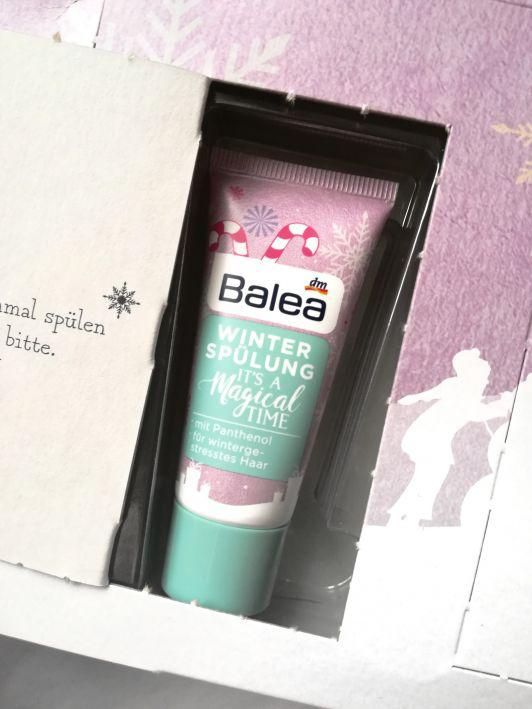 mal spülen
bitte.
dm
Balea
WINTER
SPÜLUNG
IT'S A
Magical
TIME
- mit Panthenol
- für winterge-
stresstes Haar